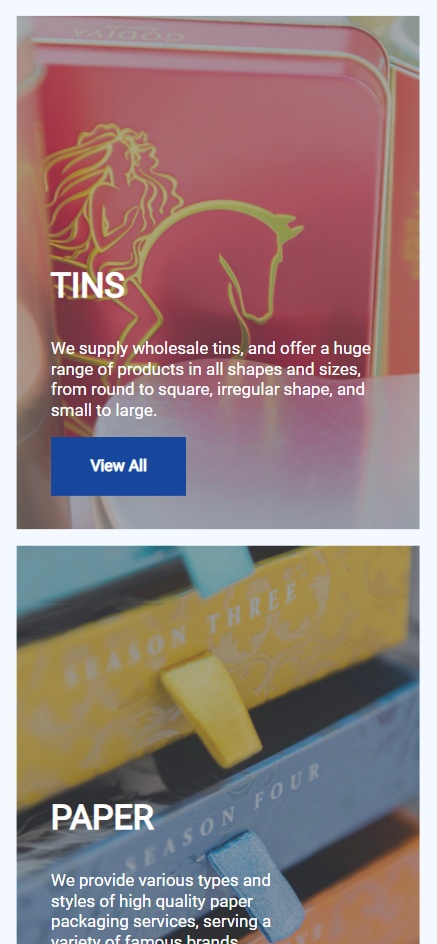 GODIVA
TINS
We supply wholesale tins, and offer a huge
range of products in all shapes and sizes,
from round to square, irregular shape, and
small to large.
View All
SEASON THREE
SEASON FOUR
PAPER
We provide various types and
styles of high quality paper
packaging services, serving a
variety of famous brands